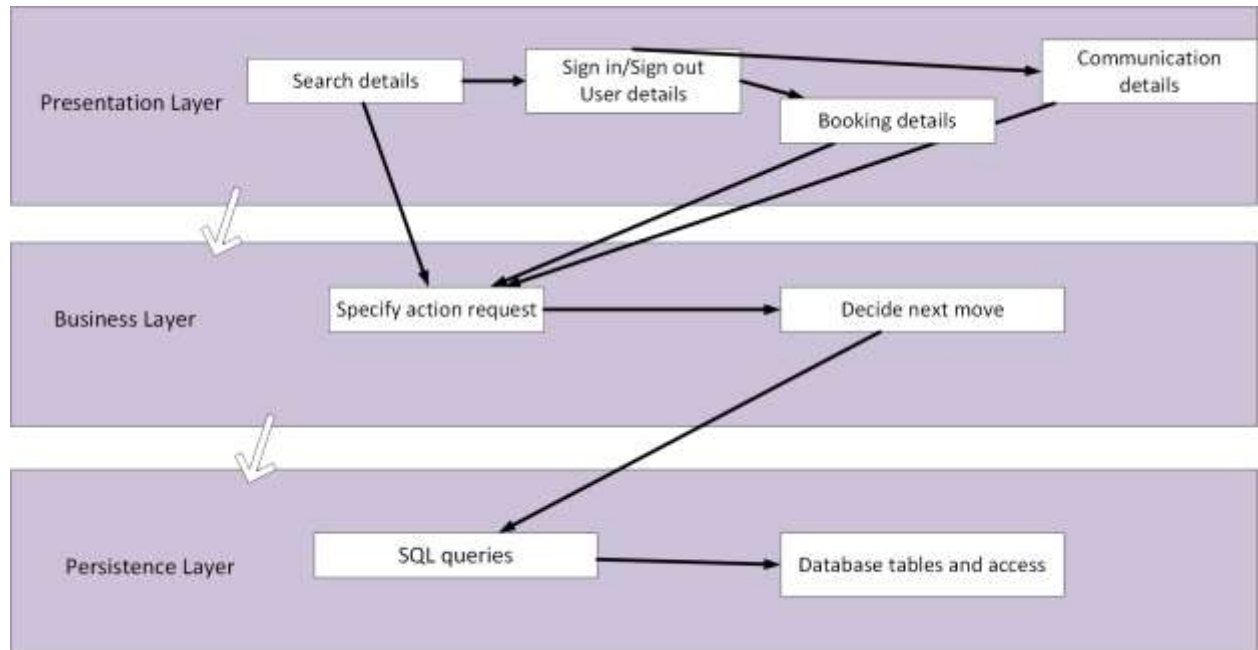 Presentation Layer
Search details
Sign in/Sign out
User details
Booking details
Communication
details
Business Layer
Specify action request
Decide next move
Persistence Layer
SQL queries
Database tables and access